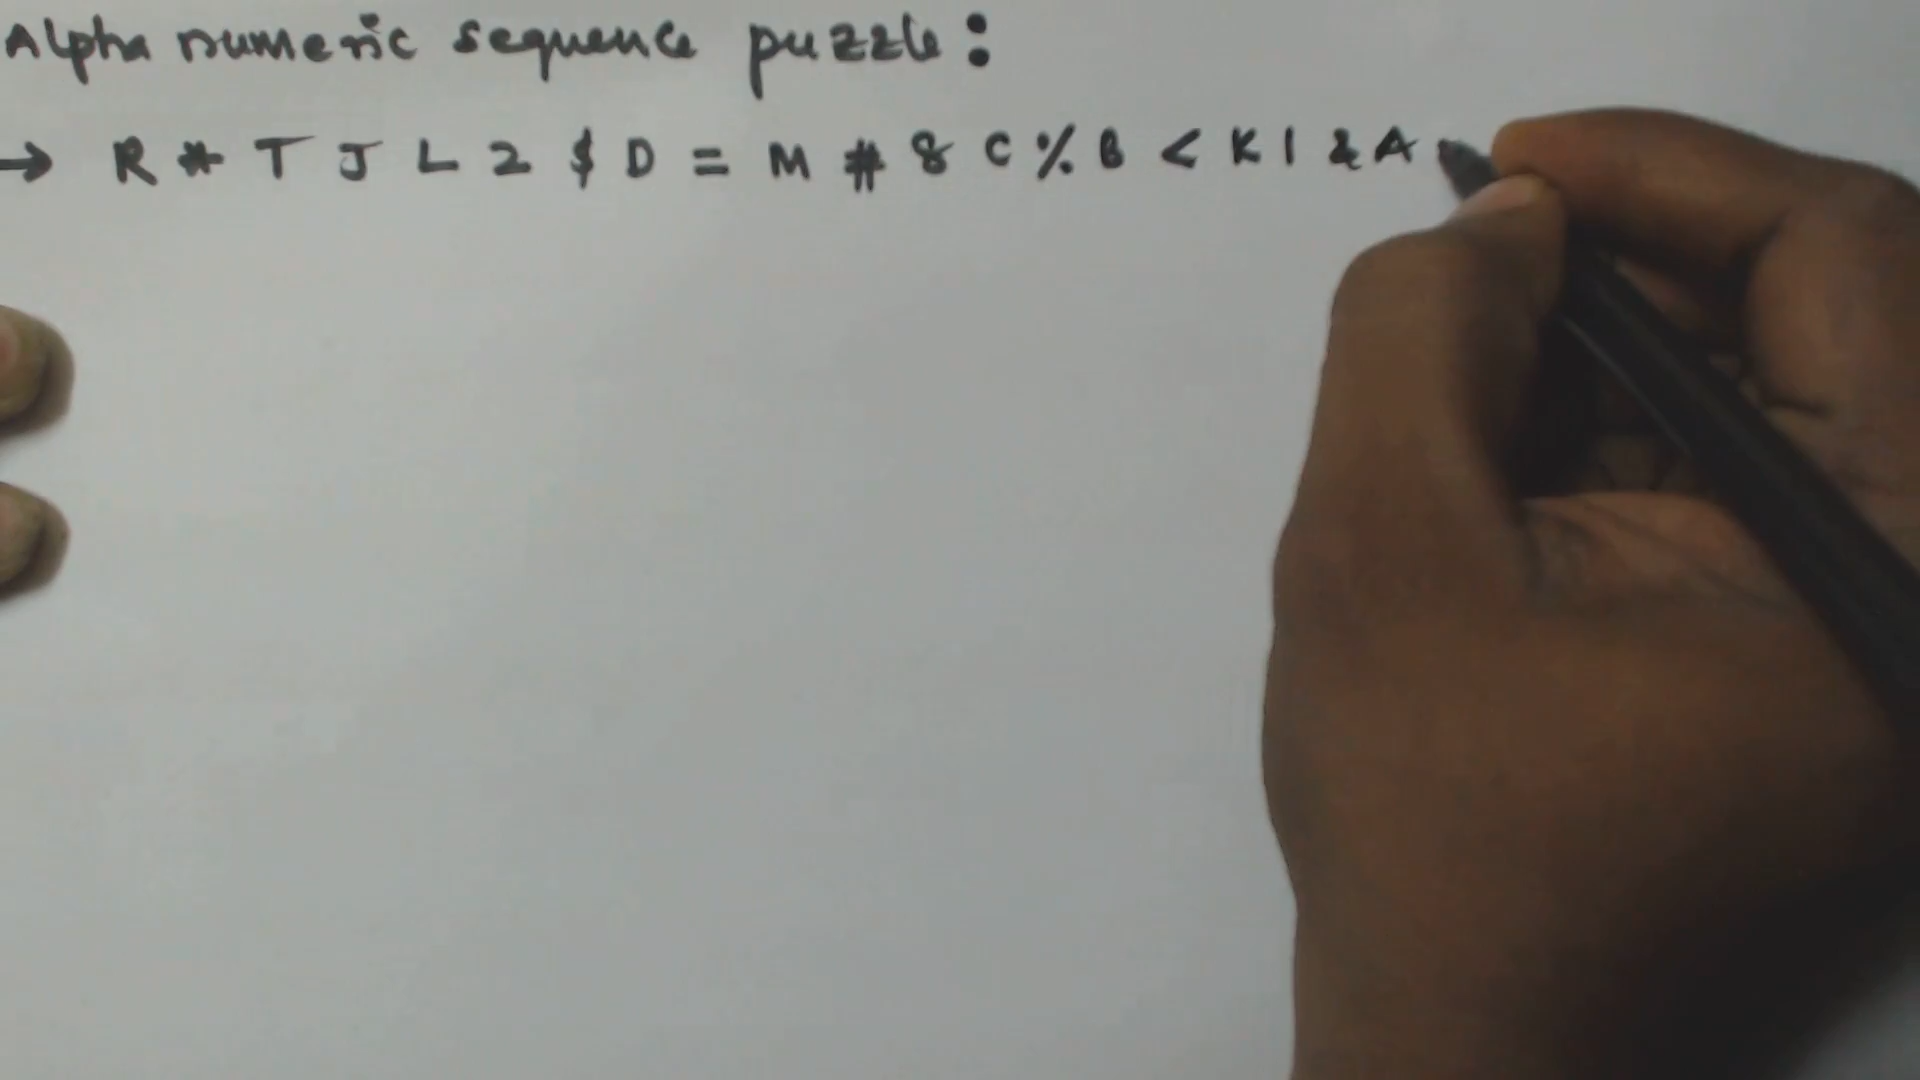 Alpha numeric sequence puzzle:
→ R * T J L 2 $ D = M # 8 C % B < K 1 & A